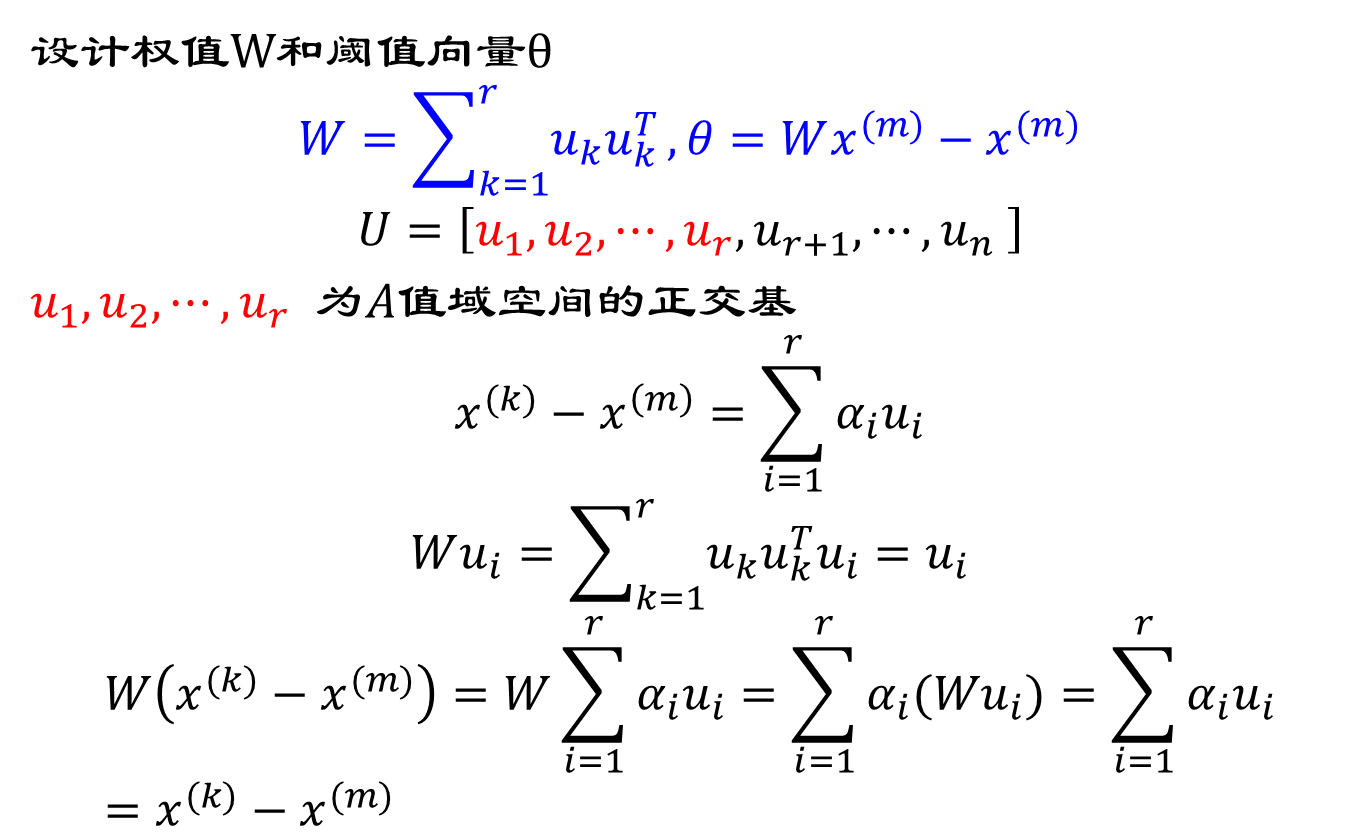 设计权值W和阈值向量θ
W = ∑_{k=1}^{r} u_k u_k^T , θ = Wx^{(m)} − x^{(m)}
U = [u_1, u_2, ⋯ , u_r, u_{r+1}, ⋯ , u_n ]
u_1, u_2, ⋯ , u_r 为A值域空间的正交基
x^{(k)} − x^{(m)} = ∑_{i=1}^{r} α_i u_i
Wu_i = ∑_{k=1}^{r} u_k u_k^T u_i = u_i
W(x^{(k)} − x^{(m)}) = W ∑_{i=1}^{r} α_i u_i = ∑_{i=1}^{r} α_i (Wu_i) = ∑_{i=1}^{r} α_i u_i
= x^{(k)} − x^{(m)}